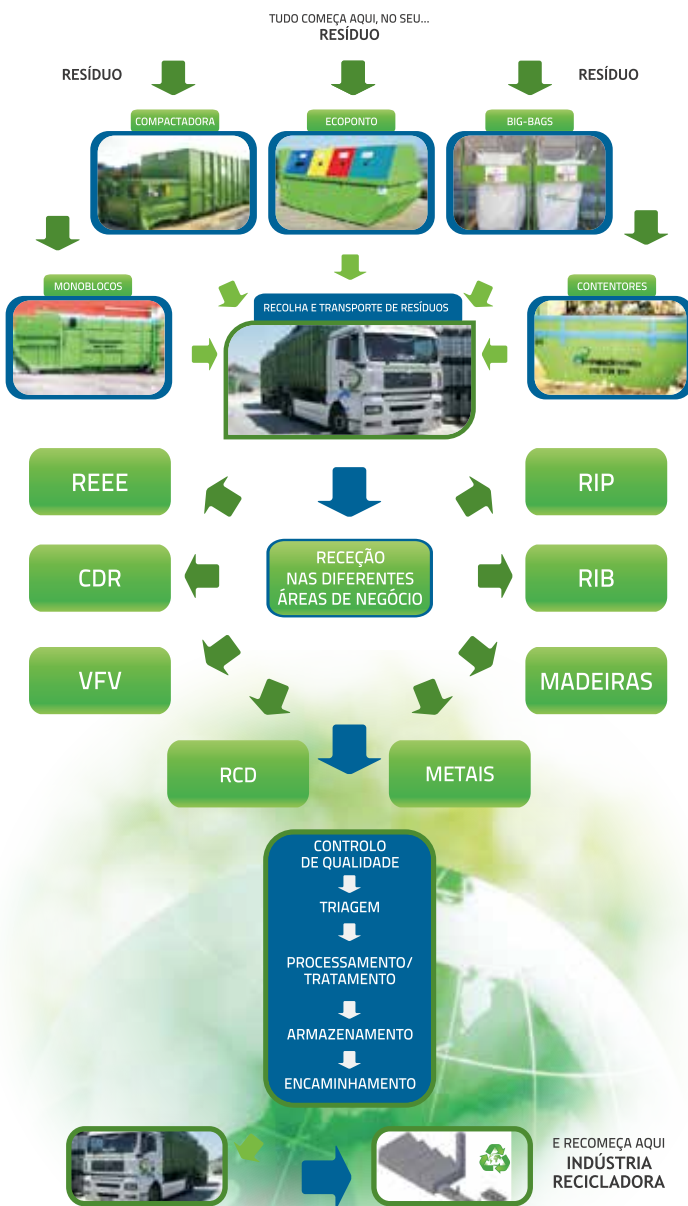 TUDO COMEÇA AQUI, NO SEU...
RESÍDUO
RESÍDUO
RESÍDUO
COMPACTADORA
ECOPONTO
BIG-BAGS
MONOBLOCOS
RECOLHA E TRANSPORTE DE RESÍDUOS
CONTENTORES
REEE
RIP
RECEÇÃO
NAS DIFERENTES
ÁREAS DE NEGÓCIO
CDR
RIB
VFV
MADEIRAS
RCD
METAIS
CONTROLO
DE QUALIDADE
TRIAGEM
PROCESSAMENTO/
TRATAMENTO
ARMAZENAMENTO
ENCAMINHAMENTO
E RECOMEÇA AQUI
INDÚSTRIA
RECICLADORA